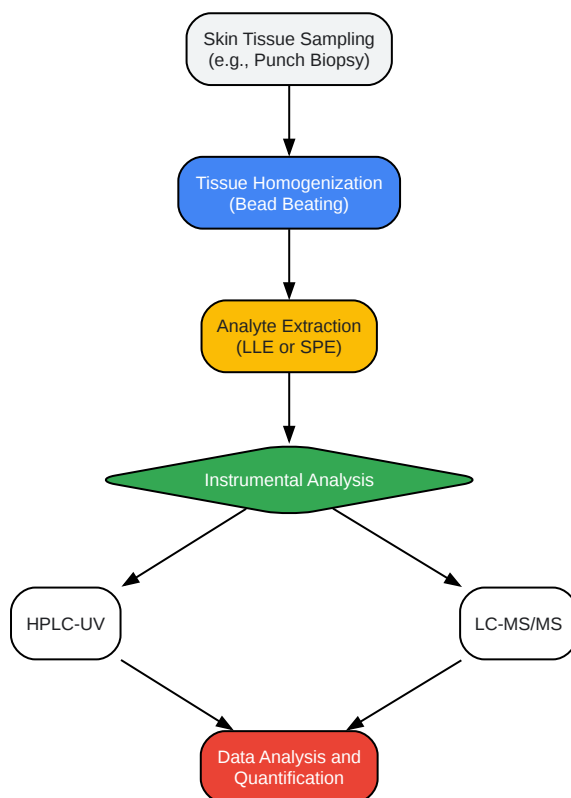 Skin Tissue Sampling
(e.g., Punch Biopsy)
Tissue Homogenization
(Bead Beating)
Analyte Extraction
(LLE or SPE)
Instrumental Analysis
HPLC-UV
LC-MS/MS
Data Analysis and
Quantification